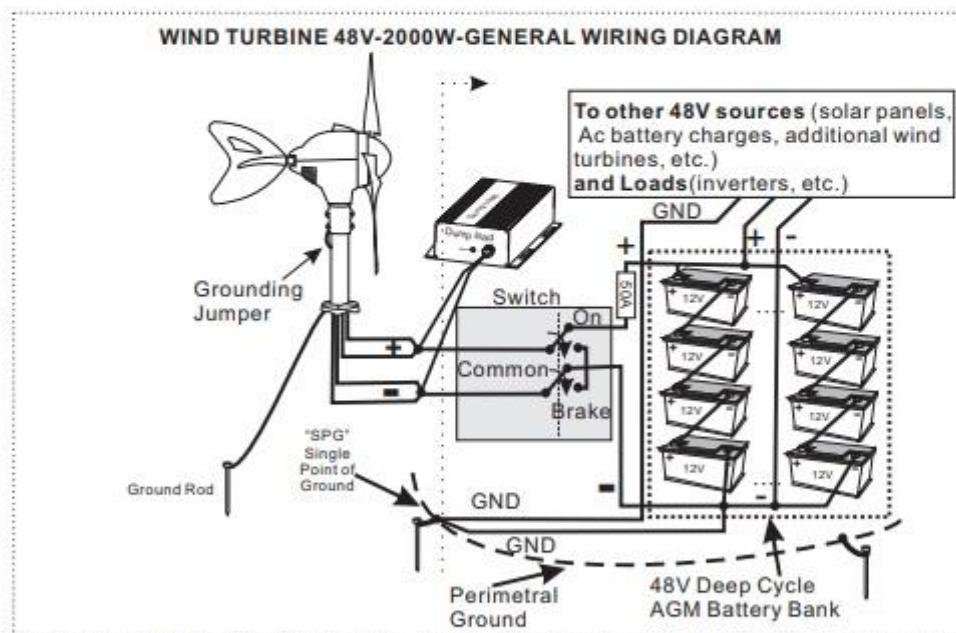 WIND TURBINE 48V-2000W-GENERAL WIRING DIAGRAM
To other 48V sources (solar panels,
Ac battery charges, additional wind
turbines, etc.)
and Loads(inverters, etc.)
GND
+
+
-
Dump load
Grounding
Jumper
Switch
On
50A
+
Common
-
Brake
12V
12V
+
-
+
-
12V
12V
+
-
+
-
12V
12V
+
-
+
-
12V
12V
+
-
+
-
"SPG"
Single
Point of
Ground
Ground Rod
GND
-
-
GND
Perimetral
Ground
48V Deep Cycle
AGM Battery Bank